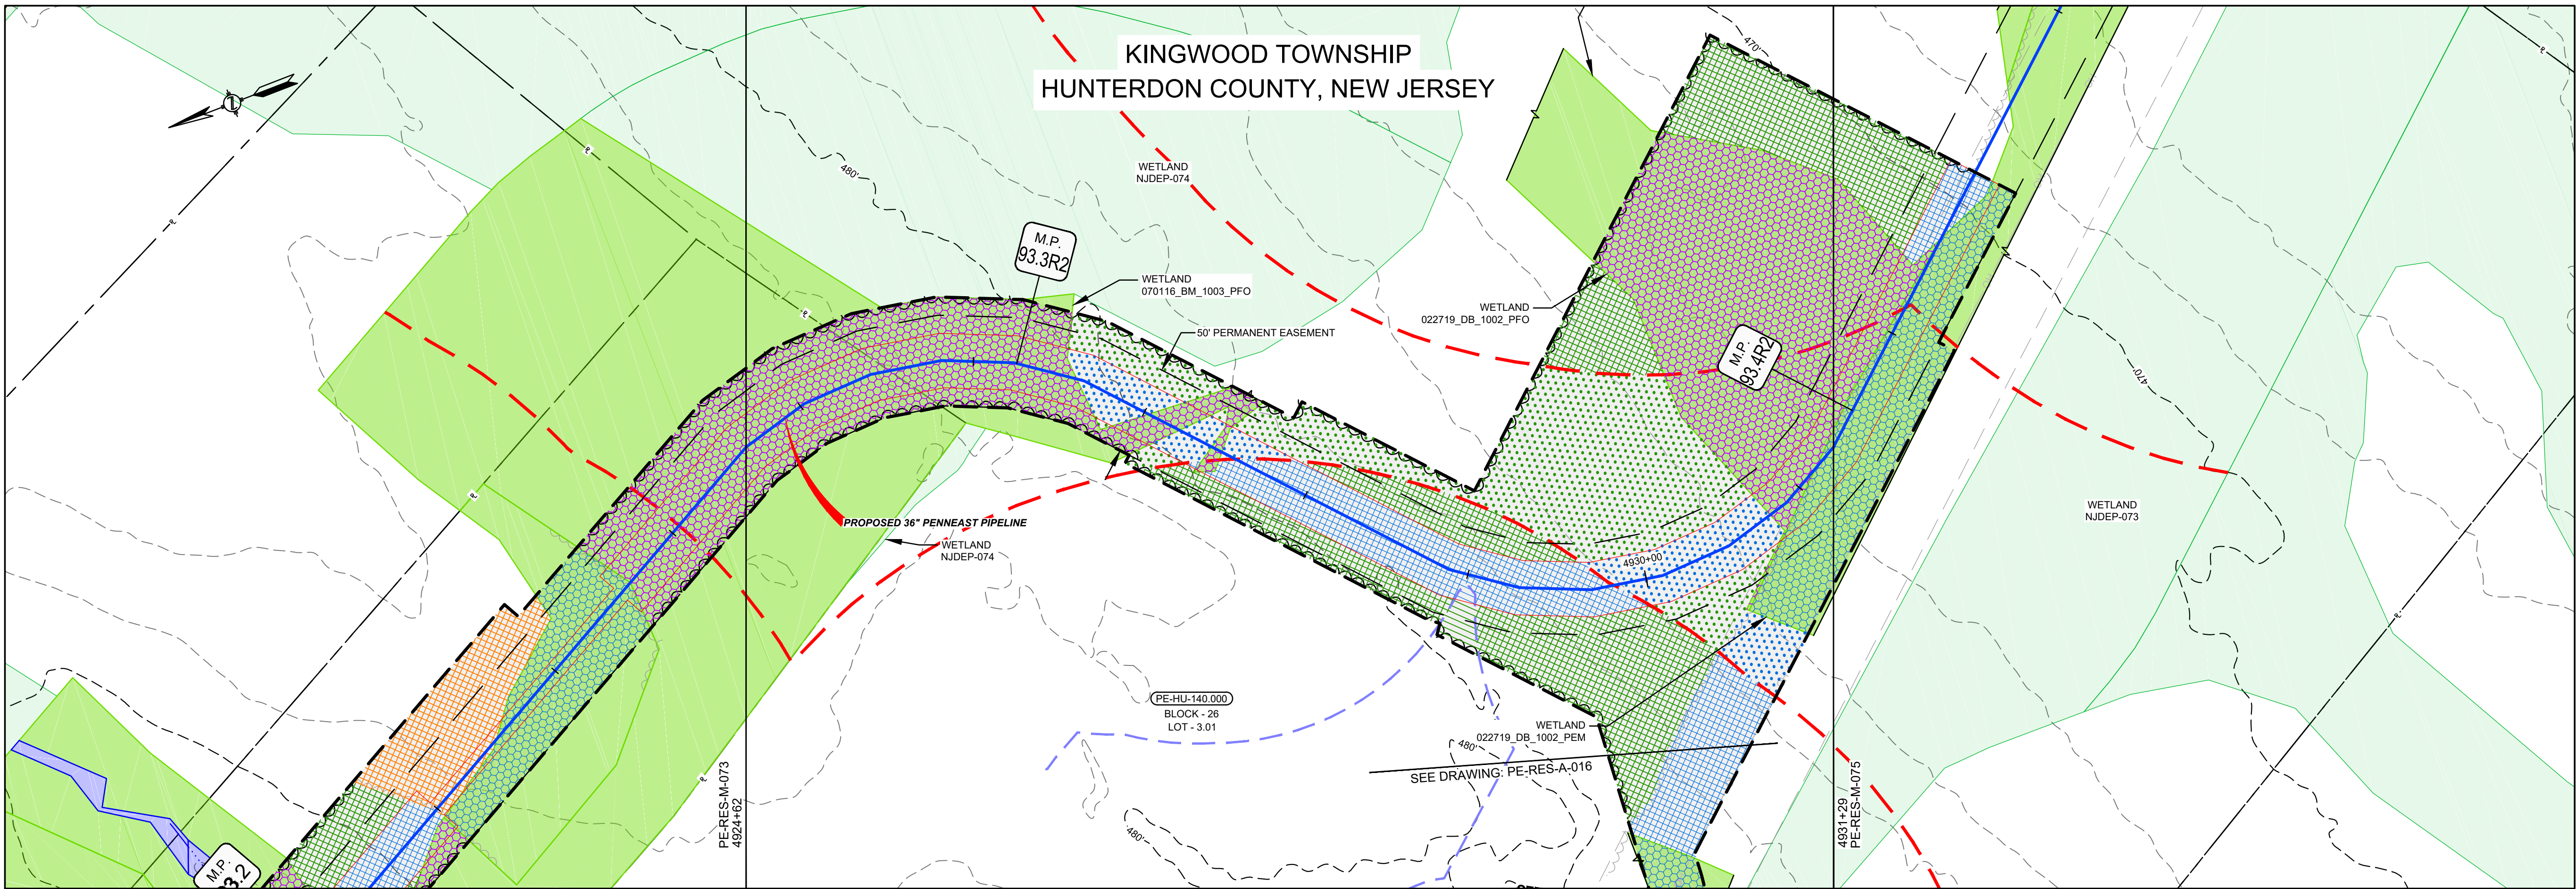 KINGWOOD TOWNSHIP
HUNTERDON COUNTY, NEW JERSEY
470'
WETLAND
NJDEP-074
480'
M.P.
93.3R2
WETLAND
070116_BM_1003_PFO
50' PERMANENT EASEMENT
WETLAND
022719_DB_1002_PFO
M.P.
93.4R2
470'
PROPOSED 36" PENNEAST PIPELINE
WETLAND
NJDEP-074
WETLAND
NJDEP-073
4930+00
PE-HU-140.000
BLOCK - 26
LOT - 3.01
WETLAND
022719_DB_1002_PEM
480'
SEE DRAWING: PE-RES-A-016
PE-RES-M-073
4924+62
4931+29
PE-RES-M-075
480'
M.P.
93.2